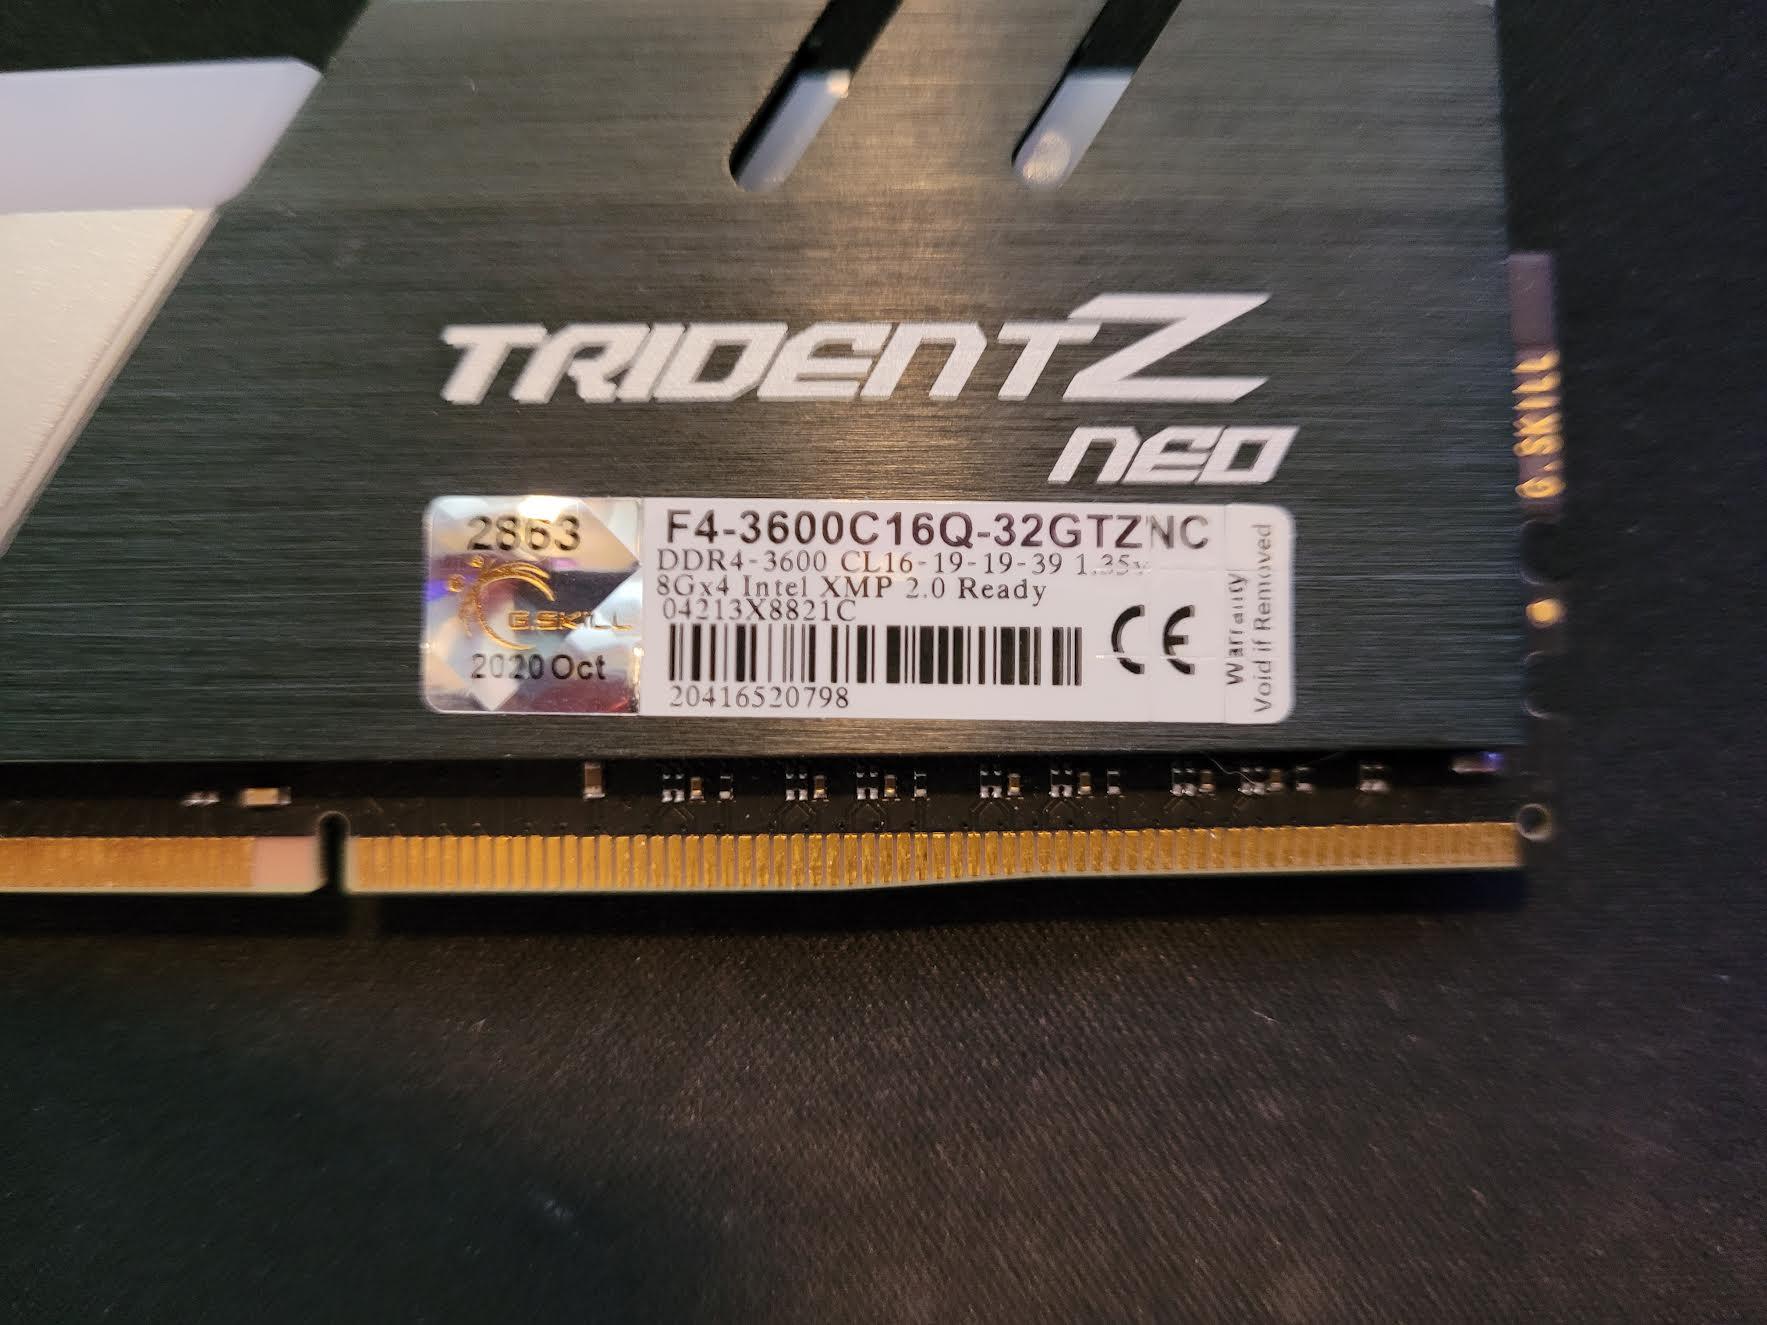 TRIDENTZ
NEO
2863
G.SKILL
2020 Oct
F4-3600C16Q-32GTZNC
DDR4-3600 CL16-19-19-39 1.35v
8Gx4 Intel XMP 2.0 Ready
04213X8821C
20416520798
CE
Warranty
Void if Removed
G.SKILL